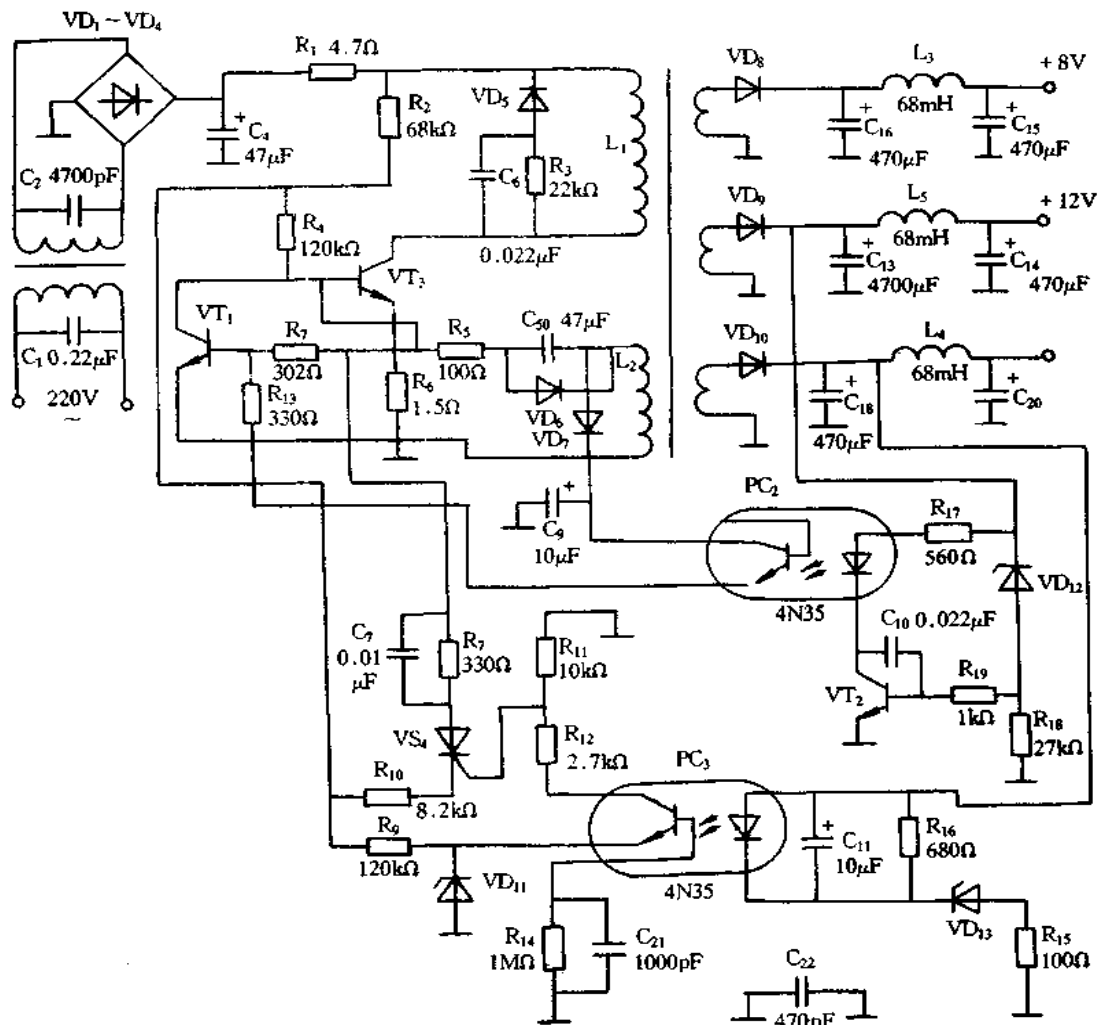 VD₁~VD₄
R₁ 4.7Ω
R₂
68kΩ
VD₅
C₆
R₃
22kΩ
0.022μF
L₁
C₄
47μF
C₂ 4700pF
R₄
120kΩ
VT₃
VT₁
R₇
302Ω
R₅
100Ω
C₅₀ 47μF
L₂
C₁ 0.22μF
220V
~
R₁₃
330Ω
R₆
1.5Ω
VD₆
VD₇
C₉
10μF
VD₈
L₃
68mH
+8V
C₁₆
470μF
C₁₅
470μF
VD₉
L₅
68mH
+12V
C₁₃
4700μF
C₁₄
470μF
VD₁₀
L₄
68mH
C₁₈
470μF
C₂₀
PC₂
4N35
R₁₇
560Ω
VD₁₂
C₁₀ 0.022μF
VT₂
R₁₉
1kΩ
R₁₈
27kΩ
C₇
0.01
μF
R₇
330Ω
R₁₁
10kΩ
VS₄
R₁₂
2.7kΩ
R₁₀
8.2kΩ
R₉
120kΩ
VD₁₁
PC₃
4N35
C₁₁
10μF
R₁₆
680Ω
VD₁₃
R₁₅
100Ω
R₁₄
1MΩ
C₂₁
1000pF
C₂₂
470pF